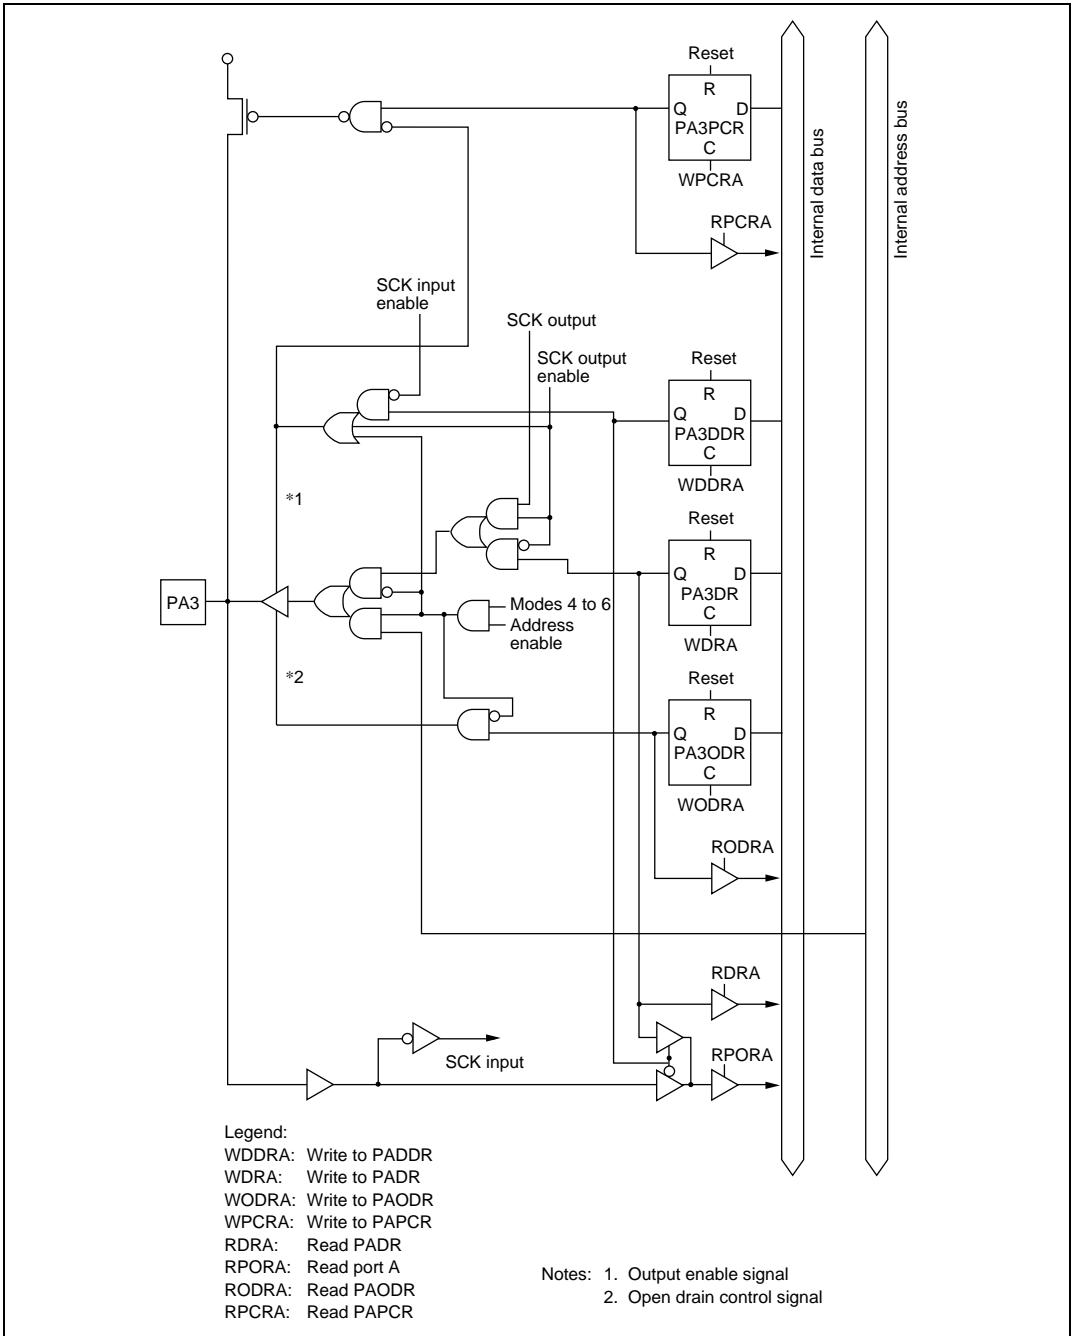 Reset
R
Q D
PA3PCR
C
WPCRA
Internal data bus
Internal address bus
RPCRA
SCK input
enable
SCK output
SCK output
enable
Reset
R
Q D
PA3DDR
C
WDDRA
*1
Reset
R
Q D
PA3DR
C
WDRA
PA3
Modes 4 to 6
Address
enable
*2
Reset
R
Q D
PA3ODR
C
WODRA
RODRA
RDRA
SCK input
RPORA
Legend:
WDDRA: Write to PADDR
WDRA: Write to PADR
WODRA: Write to PAODR
WPCRA: Write to PAPCR
RDRA: Read PADR
RPORA: Read port A
RODRA: Read PAODR
RPCRA: Read PAPCR
Notes: 1. Output enable signal
2. Open drain control signal